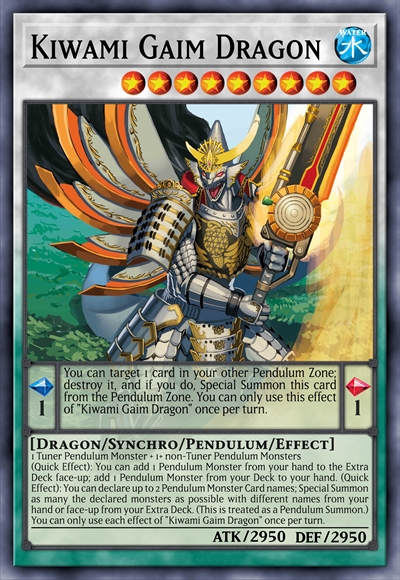 Kiwami Gaim Dragon
WATER
水
You can target 1 card in your other Pendulum Zone;
destroy it, and if you do, Special Summon this card
from the Pendulum Zone. You can only use this effect
of "Kiwami Gaim Dragon" once per turn.
1
1
[Dragon/Synchro/Pendulum/Effect]
1 Tuner Pendulum Monster + 1+ non-Tuner Pendulum Monsters
(Quick Effect): You can add 1 Pendulum Monster from your hand to the Extra
Deck face-up; add 1 Pendulum Monster from your Deck to your hand. (Quick
Effect): You can declare up to 2 Pendulum Monster Card names; Special Summon
as many the declared monsters as possible with different names from your
hand or face-up from your Extra Deck. (This is treated as a Pendulum Summon.)
You can only use each effect of "Kiwami Gaim Dragon" once per turn.
ATK/2950 DEF/2950